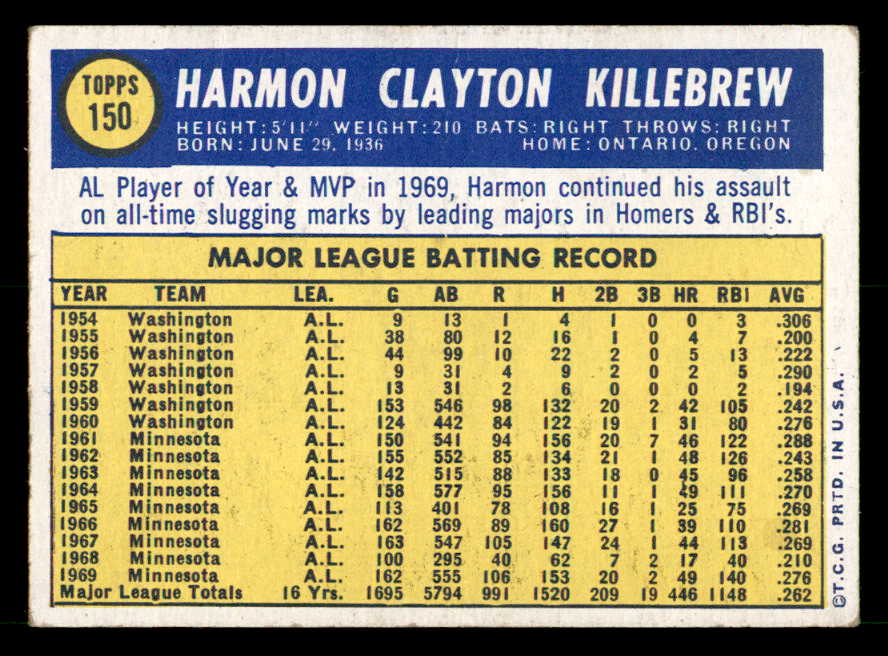 TOPPS
150
HARMON CLAYTON KILLEBREW
HEIGHT: 5'11" WEIGHT: 210 BATS: RIGHT THROWS: RIGHT
BORN: JUNE 29, 1936 HOME: ONTARIO, OREGON
AL Player of Year & MVP in 1969, Harmon continued his assault
on all-time slugging marks by leading majors in Homers & RBI's.
MAJOR LEAGUE BATTING RECORD
YEAR TEAM LEA. G AB R H 2B 3B HR RBI AVG
1954 Washington A.L. 9 13 1 4 1 0 0 3 .306
1955 Washington A.L. 38 80 12 16 1 0 4 7 .200
1956 Washington A.L. 44 99 10 22 2 0 5 13 .222
1957 Washington A.L. 9 31 4 9 2 0 2 5 .290
1958 Washington A.L. 13 31 2 6 0 0 0 2 .194
1959 Washington A.L. 153 546 98 132 20 2 42 105 .242
1960 Washington A.L. 124 442 84 122 19 1 31 80 .276
1961 Minnesota A.L. 150 541 94 156 20 7 46 122 .288
1962 Minnesota A.L. 155 552 85 134 21 1 48 126 .243
1963 Minnesota A.L. 142 515 88 133 18 0 45 96 .258
1964 Minnesota A.L. 158 577 95 156 11 1 49 111 .270
1965 Minnesota A.L. 113 401 78 108 16 1 25 75 .269
1966 Minnesota A.L. 162 569 89 160 27 1 39 110 .281
1967 Minnesota A.L. 163 547 105 147 24 1 44 113 .269
1968 Minnesota A.L. 100 295 40 62 7 2 17 40 .210
1969 Minnesota A.L. 162 555 106 153 20 2 49 140 .276
Major League Totals 16 Yrs. 1695 5794 991 1520 209 19 446 1148 .262
©T.C.G. PRTD. IN U.S.A.